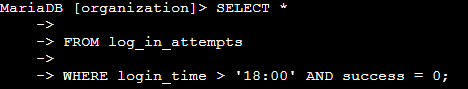 MariaDB [organization]> SELECT *
    ->
    -> FROM log_in_attempts
    ->
    -> WHERE login_time > '18:00' AND success = 0;